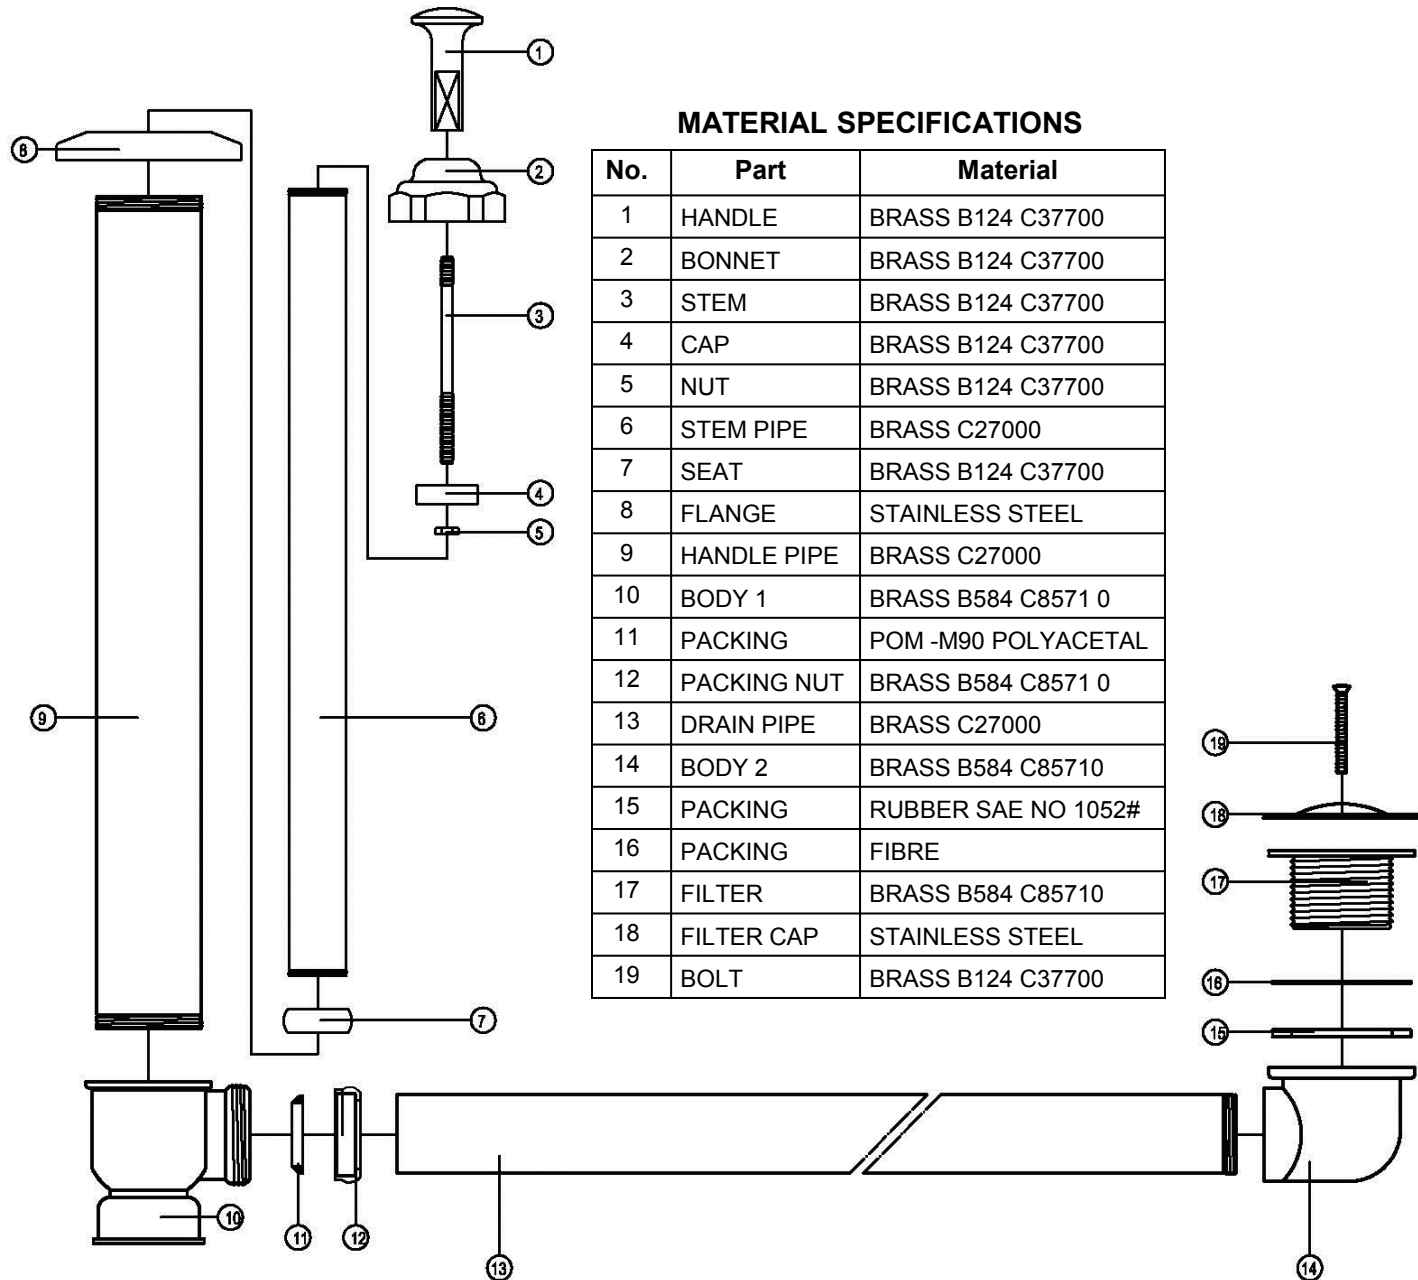 MATERIAL SPECIFICATIONS
No. Part Material
1 HANDLE BRASS B124 C37700
2 BONNET BRASS B124 C37700
3 STEM BRASS B124 C37700
4 CAP BRASS B124 C37700
5 NUT BRASS B124 C37700
6 STEM PIPE BRASS C27000
7 SEAT BRASS B124 C37700
8 FLANGE STAINLESS STEEL
9 HANDLE PIPE BRASS C27000
10 BODY 1 BRASS B584 C8571 0
11 PACKING POM -M90 POLYACETAL
12 PACKING NUT BRASS B584 C8571 0
13 DRAIN PIPE BRASS C27000
14 BODY 2 BRASS B584 C85710
15 PACKING RUBBER SAE NO 1052#
16 PACKING FIBRE
17 FILTER BRASS B584 C85710
18 FILTER CAP STAINLESS STEEL
19 BOLT BRASS B124 C37700
1
2
3
4
5
6
7
8
9
10
11
12
13
14
15
16
17
18
19